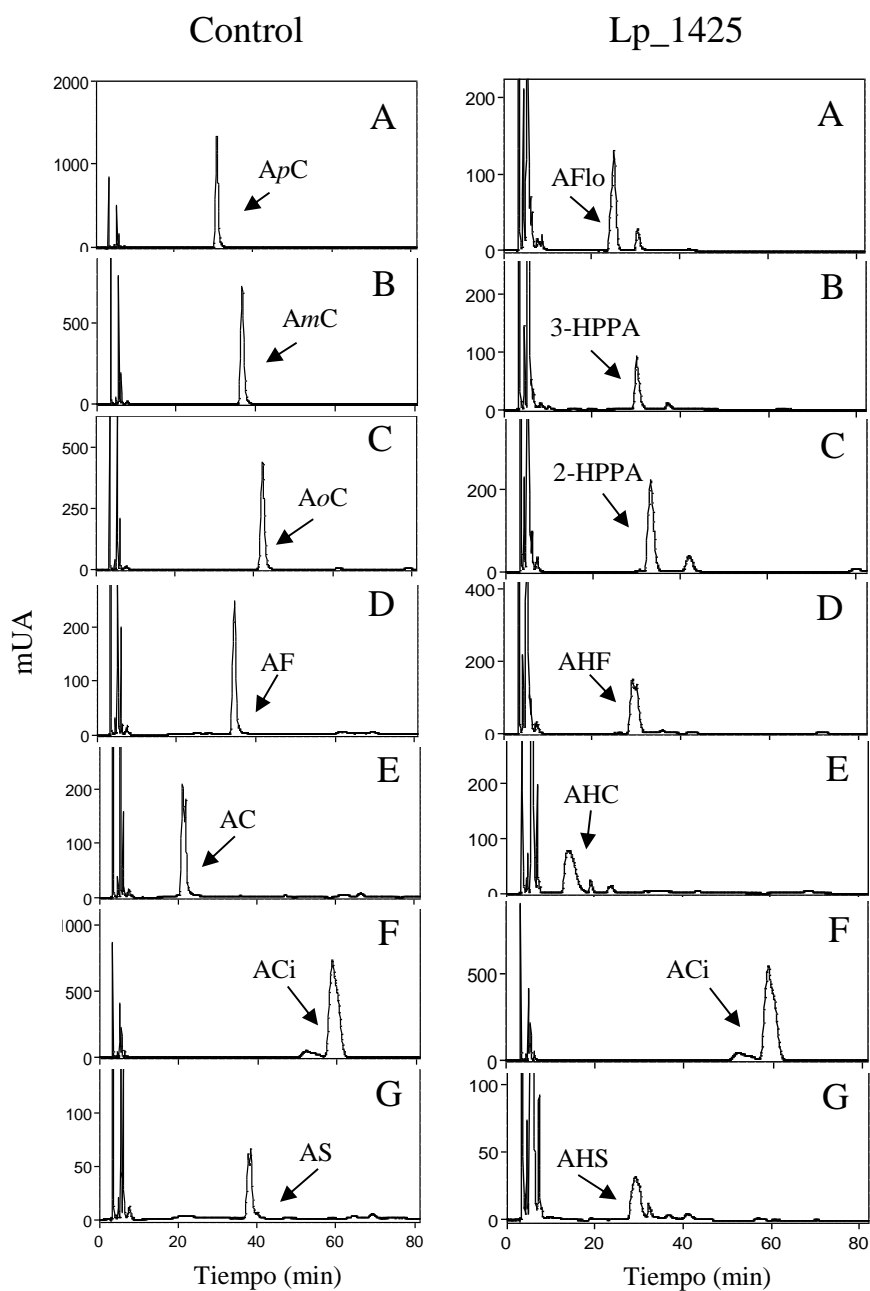 Control
Lp_1425
mUA
2000
1000
0
A
ApC
500
0
B
AmC
500
250
0
C
AoC
200
100
0
D
AF
200
100
0
E
AC
1000
500
0
F
ACi
100
50
0
G
AS
0 20 40 60 80
Tiempo (min)
200
100
0
A
AFlo
200
100
0
B
3-HPPA
200
0
C
2-HPPA
400
200
0
D
AHF
200
100
0
E
AHC
500
0
F
ACi
100
50
0
G
AHS
0 20 40 60 80
Tiempo (min)